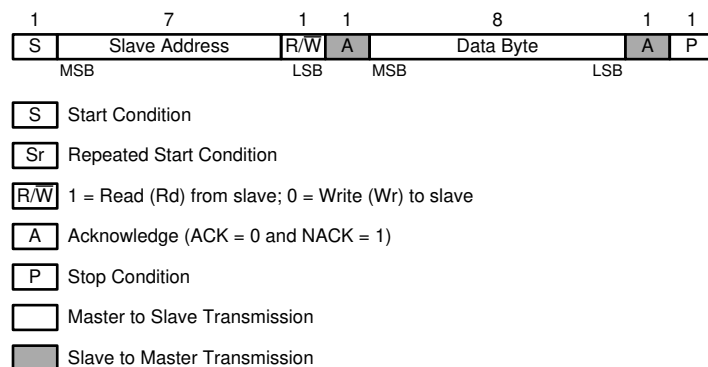 1 7 1 1 8 1 1
S Slave Address R/W̅ A Data Byte A P
MSB LSB MSB LSB
S Start Condition
Sr Repeated Start Condition
R/W̅ 1 = Read (Rd) from slave; 0 = Write (Wr) to slave
A Acknowledge (ACK = 0 and NACK = 1)
P Stop Condition
Master to Slave Transmission
Slave to Master Transmission